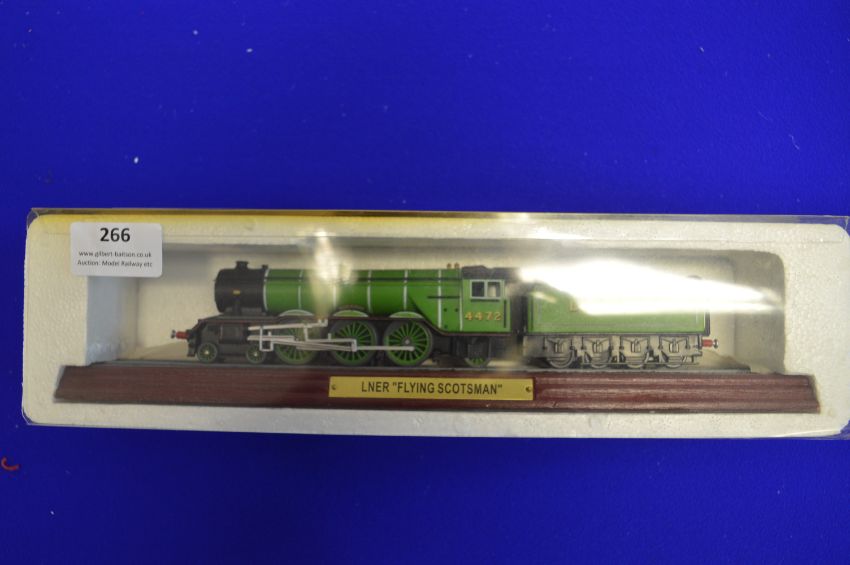 266
www.gilbert-baitson.co.uk
Auction: Model Railway etc
4472
LNER "FLYING SCOTSMAN"